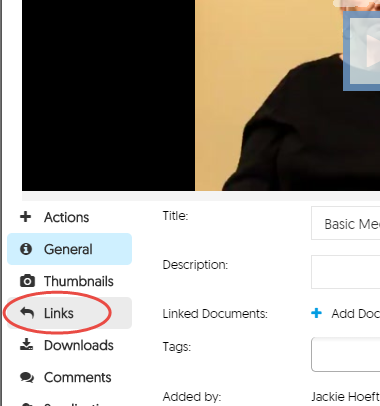 Actions
General
Thumbnails
Links
Downloads
Comments
Title:
Basic Me
Description:
Linked Documents:
Add Doc
Tags:
Added by:
Jackie Hoeft